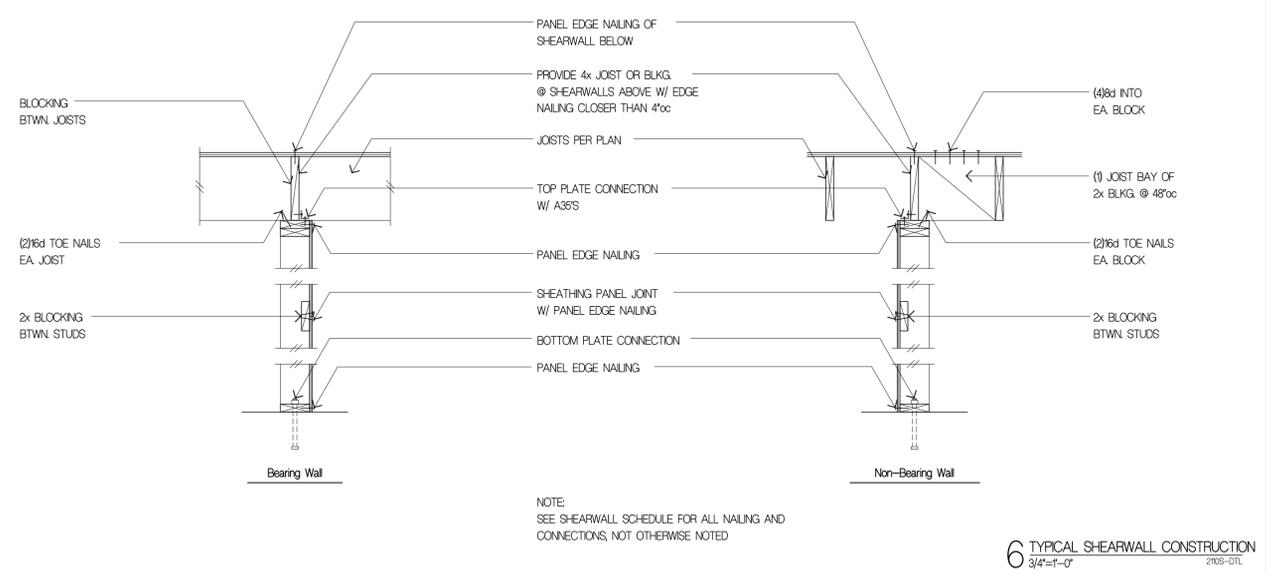 PANEL EDGE NAILING OF
SHEARWALL BELOW
PROVIDE 4x JOIST OR BLKG.
@ SHEARWALLS ABOVE W/ EDGE
NAILING CLOSER THAN 4"oc
BLOCKING
BTWN. JOISTS
(4)8d INTO
EA. BLOCK
JOISTS PER PLAN
(1) JOIST BAY OF
2x BLKG. @ 48"oc
TOP PLATE CONNECTION
W/ A35'S
(2)16d TOE NAILS
EA. JOIST
PANEL EDGE NAILING
(2)16d TOE NAILS
EA. BLOCK
SHEATHING PANEL JOINT
W/ PANEL EDGE NAILING
2x BLOCKING
BTWN. STUDS
2x BLOCKING
BTWN. STUDS
BOTTOM PLATE CONNECTION
PANEL EDGE NAILING
Bearing Wall
Non-Bearing Wall
NOTE:
SEE SHEARWALL SCHEDULE FOR ALL NAILING AND
CONNECTIONS, NOT OTHERWISE NOTED
6 TYPICAL SHEARWALL CONSTRUCTION
3/4"=1'-0" 2110S-DTL